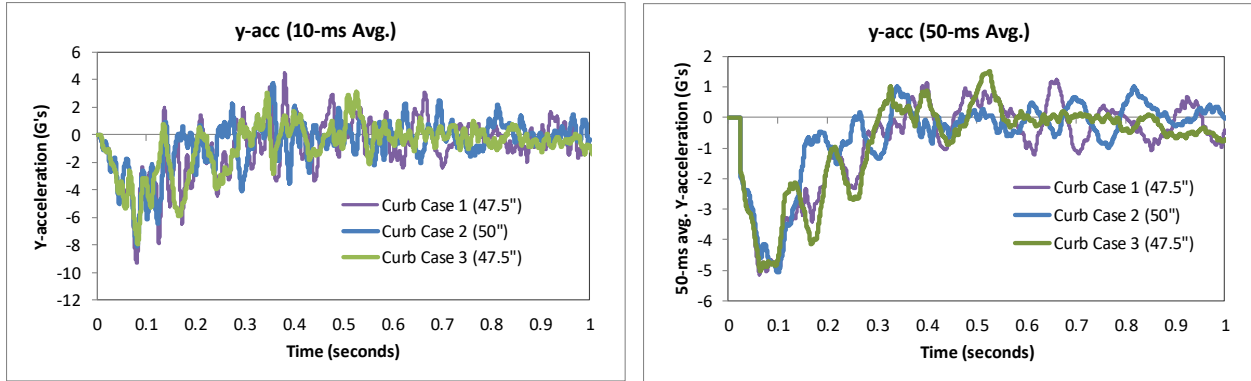 y-acc (10-ms Avg.)
6
4
2
0
-2
-4
-6
-8
-10
-12
Y-acceleration (G's)
0 0.1 0.2 0.3 0.4 0.5 0.6 0.7 0.8 0.9 1
Time (seconds)
Curb Case 1 (47.5")
Curb Case 2 (50")
Curb Case 3 (47.5")
y-acc (50-ms Avg.)
2
1
0
-1
-2
-3
-4
-5
-6
50-ms avg. Y-acceleration (G's)
0 0.1 0.2 0.3 0.4 0.5 0.6 0.7 0.8 0.9 1
Time (seconds)
Curb Case 1 (47.5")
Curb Case 2 (50")
Curb Case 3 (47.5")